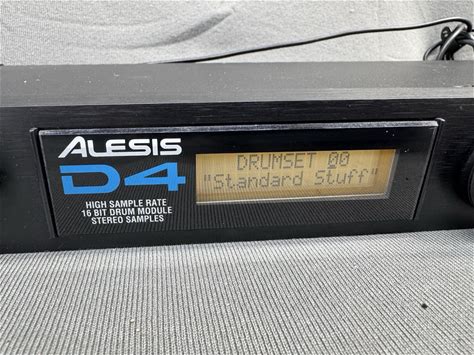 ALESIS
D4
HIGH SAMPLE RATE
16 BIT DRUM MODULE
STEREO SAMPLES
DRUMSET 00
"Standard Stuff"